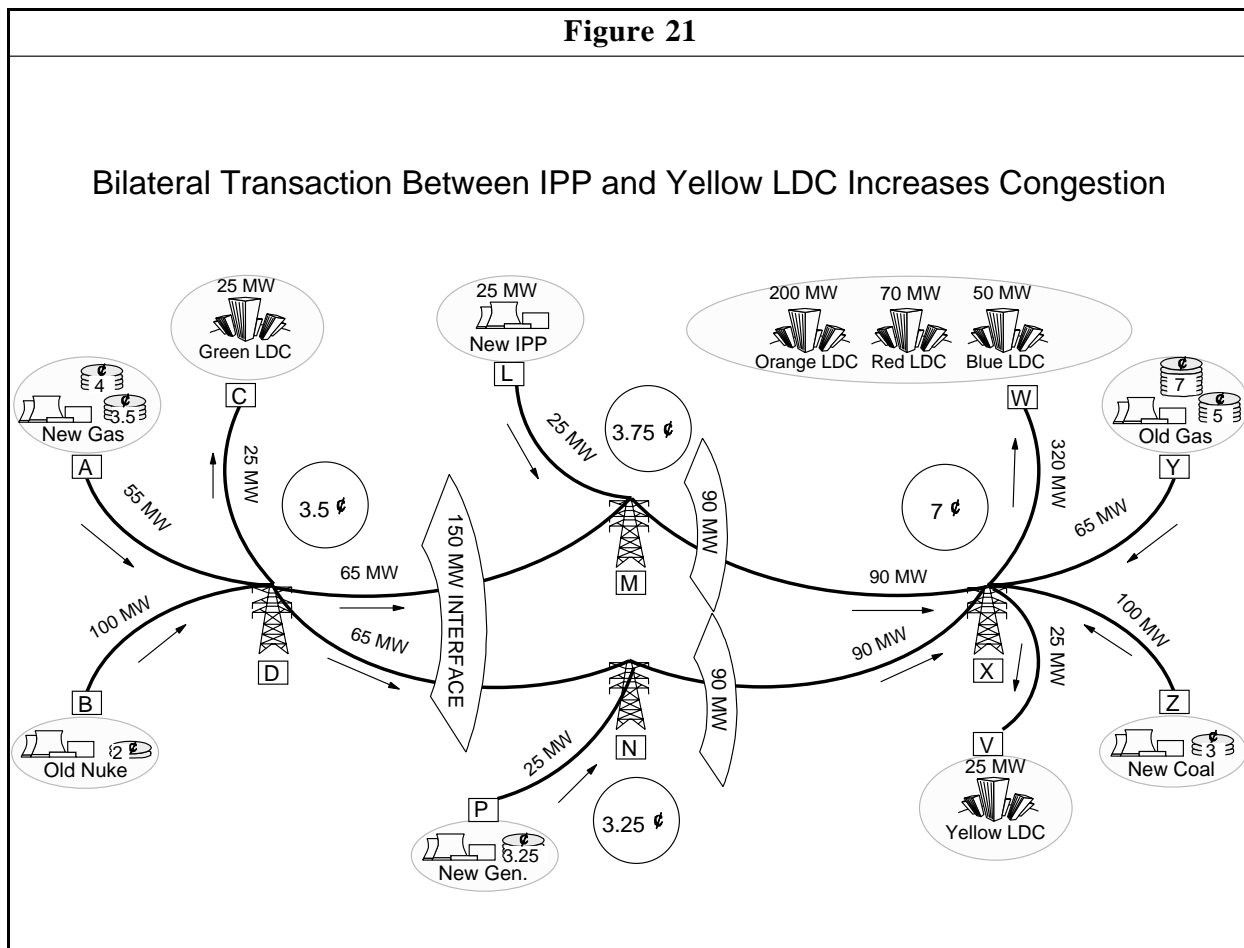 Figure 21
Bilateral Transaction Between IPP and Yellow LDC Increases Congestion
25 MW
Green LDC
C
25 MW
New IPP
L
200 MW
Orange LDC
70 MW
Red LDC
50 MW
Blue LDC
W
¢
4
¢
3.5
New Gas
A
¢
7
¢
5
Old Gas
Y
55 MW
25 MW
25 MW
3.75 ¢
3.5 ¢
7 ¢
90 MW
320 MW
65 MW
150 MW INTERFACE
65 MW
M
90 MW
100 MW
65 MW
D
90 MW
90 MW
X
25 MW
100 MW
B
¢
2
Old Nuke
N
25 MW
3.25 ¢
P
¢
3.25
New Gen.
V
25 MW
Yellow LDC
Z
¢
3
New Coal